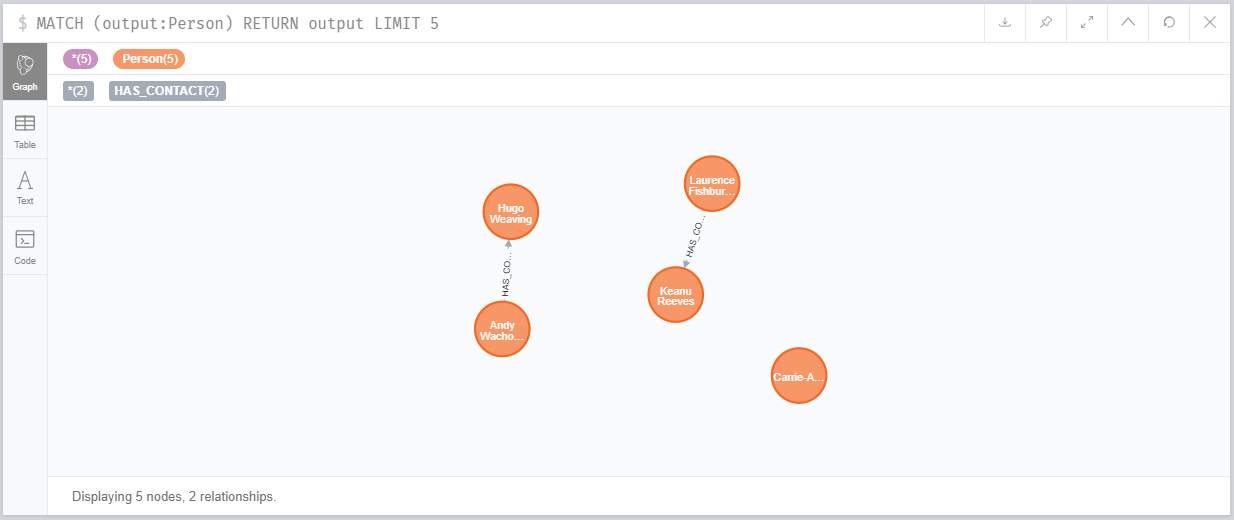 $ MATCH (output:Person) RETURN output LIMIT 5
*(5) Person(5)
*(2) HAS_CONTACT(2)
Graph
Table
Text
Code
Hugo
Weaving
HAS_CO...
Andy
Wacho...
Laurence
Fishbur...
HAS_CO...
Keanu
Reeves
Carrie-A...
Displaying 5 nodes, 2 relationships.